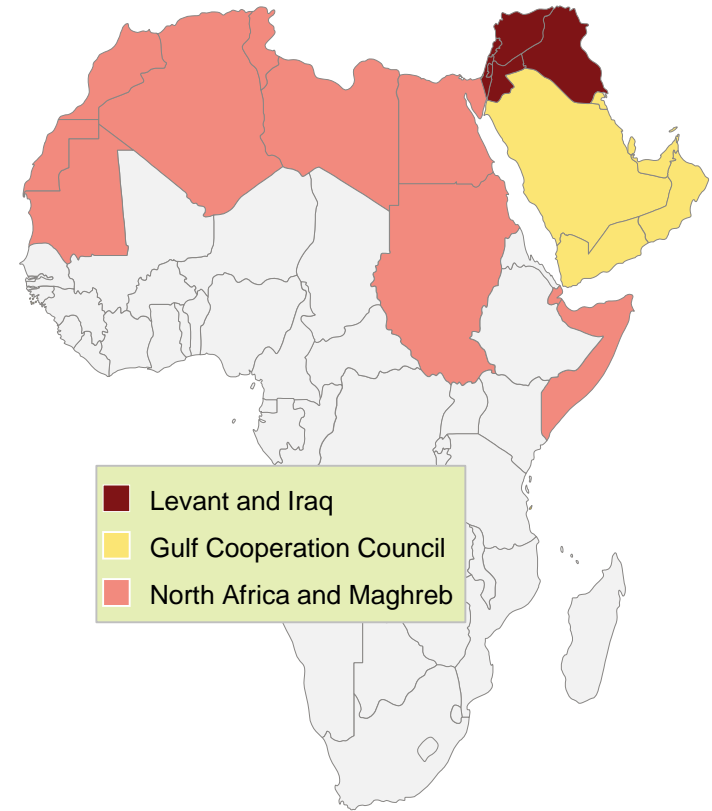 Levant and Iraq
Gulf Cooperation Council
North Africa and Maghreb